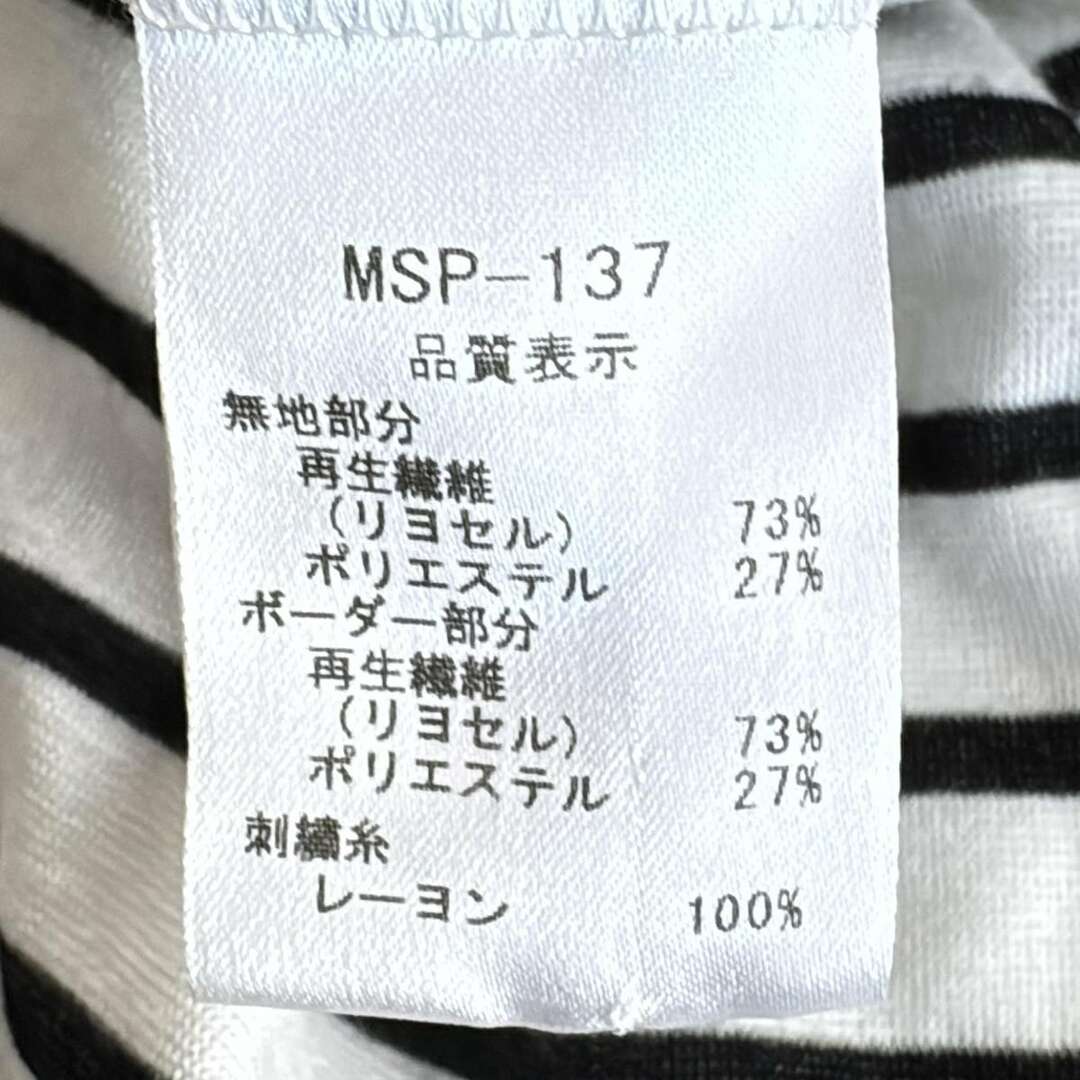 MSP-137
品質表示
無地部分
再生繊維
(リヨセル) 73%
ポリエステル 27%
ボーダー部分
再生繊維
(リヨセル) 73%
ポリエステル 27%
刺繍糸
レーヨン 100%